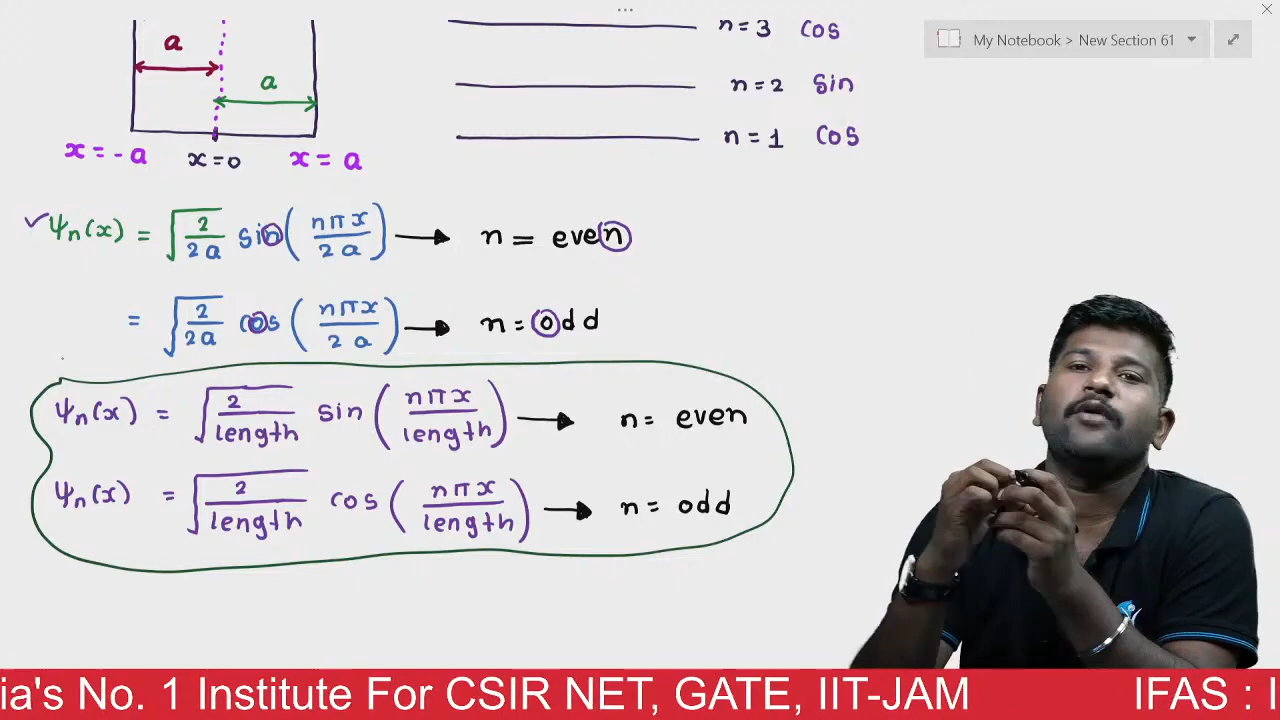 ...
My Notebook > New Section 61
a
a
x = -a x = 0 x = a
n = 3 cos
n = 2 sin
n = 1 cos
✓ψn(x) = √(2/2a) sin(nπx/2a) → n = even
= √(2/2a) cos(nπx/2a) → n = odd
ψn(x) = √(2/length) sin(nπx/length) → n = even
ψn(x) = √(2/length) cos(nπx/length) → n = odd
ia's No. 1 Institute For CSIR NET, GATE, IIT-JAM IFAS : I